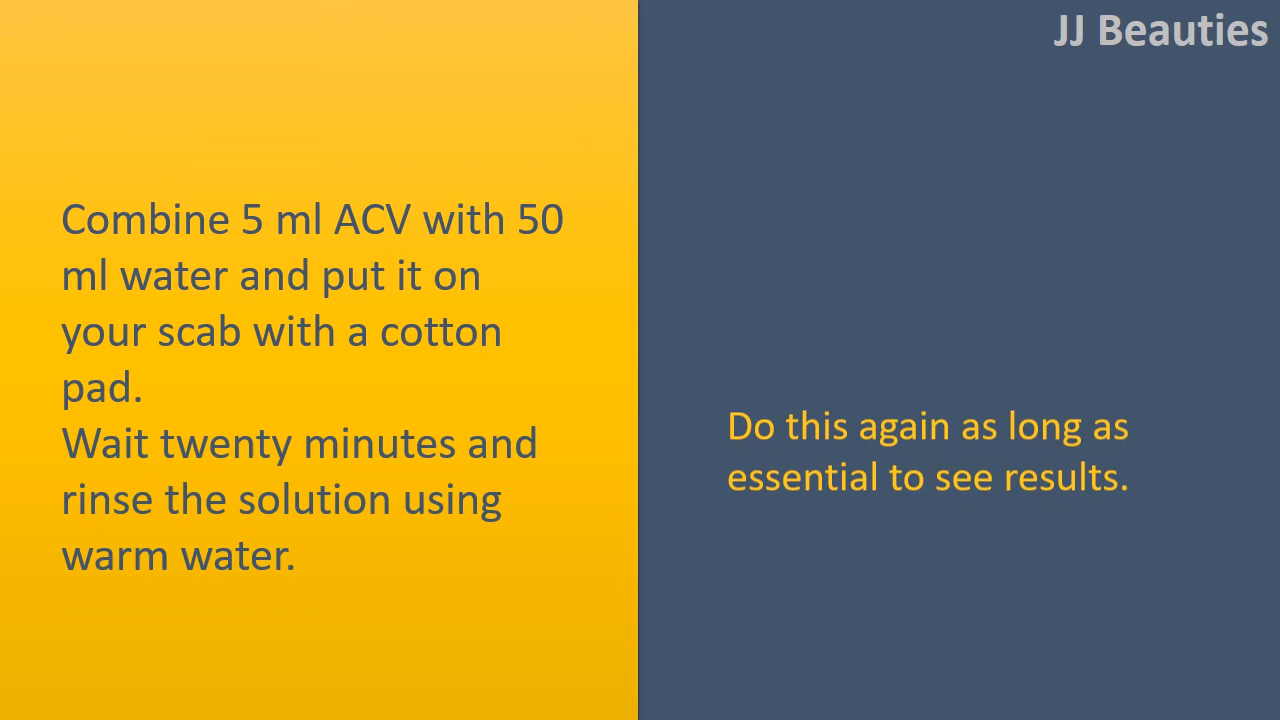 JJ Beauties
Combine 5 ml ACV with 50
ml water and put it on
your scab with a cotton
pad.
Wait twenty minutes and
rinse the solution using
warm water.
Do this again as long as
essential to see results.